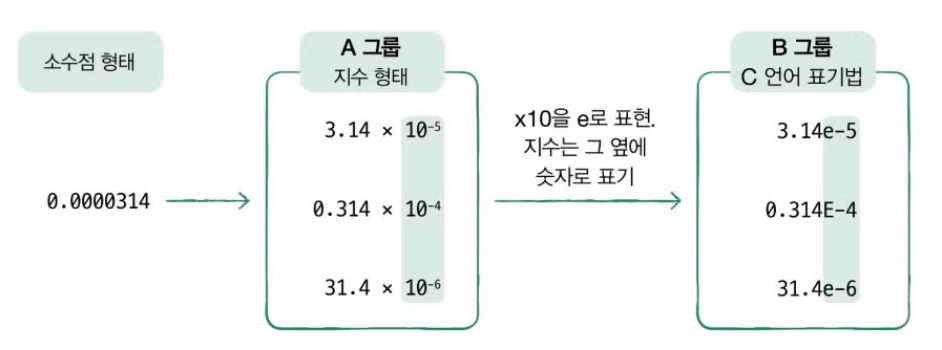 소수점 형태
A 그룹
지수 형태
B 그룹
C 언어 표기법
0.0000314
3.14 × 10⁻⁵
0.314 × 10⁻⁴
31.4 × 10⁻⁶
x10을 e로 표현.
지수는 그 옆에
숫자로 표기
3.14e-5
0.314E-4
31.4e-6